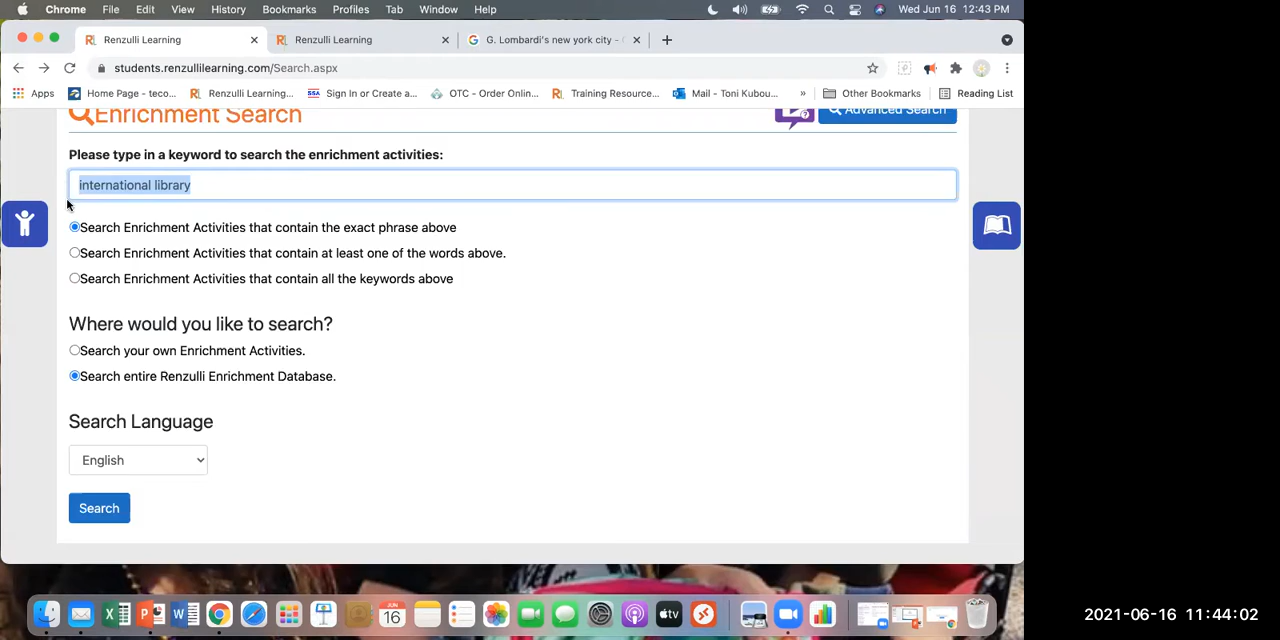 Chrome File Edit View History Bookmarks Profiles Tab Window Help Wed Jun 16 12:43 PM
Renzulli Learning Renzulli Learning G. Lombardi's new york city -
students.renzullilearning.com/Search.aspx
Apps Home Page - teco... Renzulli Learning... SSA Sign In or Create a... OTC - Order Onlin... Training Resource... Mail - Toni Kubou... » Other Bookmarks Reading List
Enrichment Search Advanced Search
Please type in a keyword to search the enrichment activities:
international library
Search Enrichment Activities that contain the exact phrase above
Search Enrichment Activities that contain at least one of the words above.
Search Enrichment Activities that contain all the keywords above
Where would you like to search?
Search your own Enrichment Activities.
Search entire Renzulli Enrichment Database.
Search Language
English
Search
JUN
16
tv
2021-06-16 11:44:02